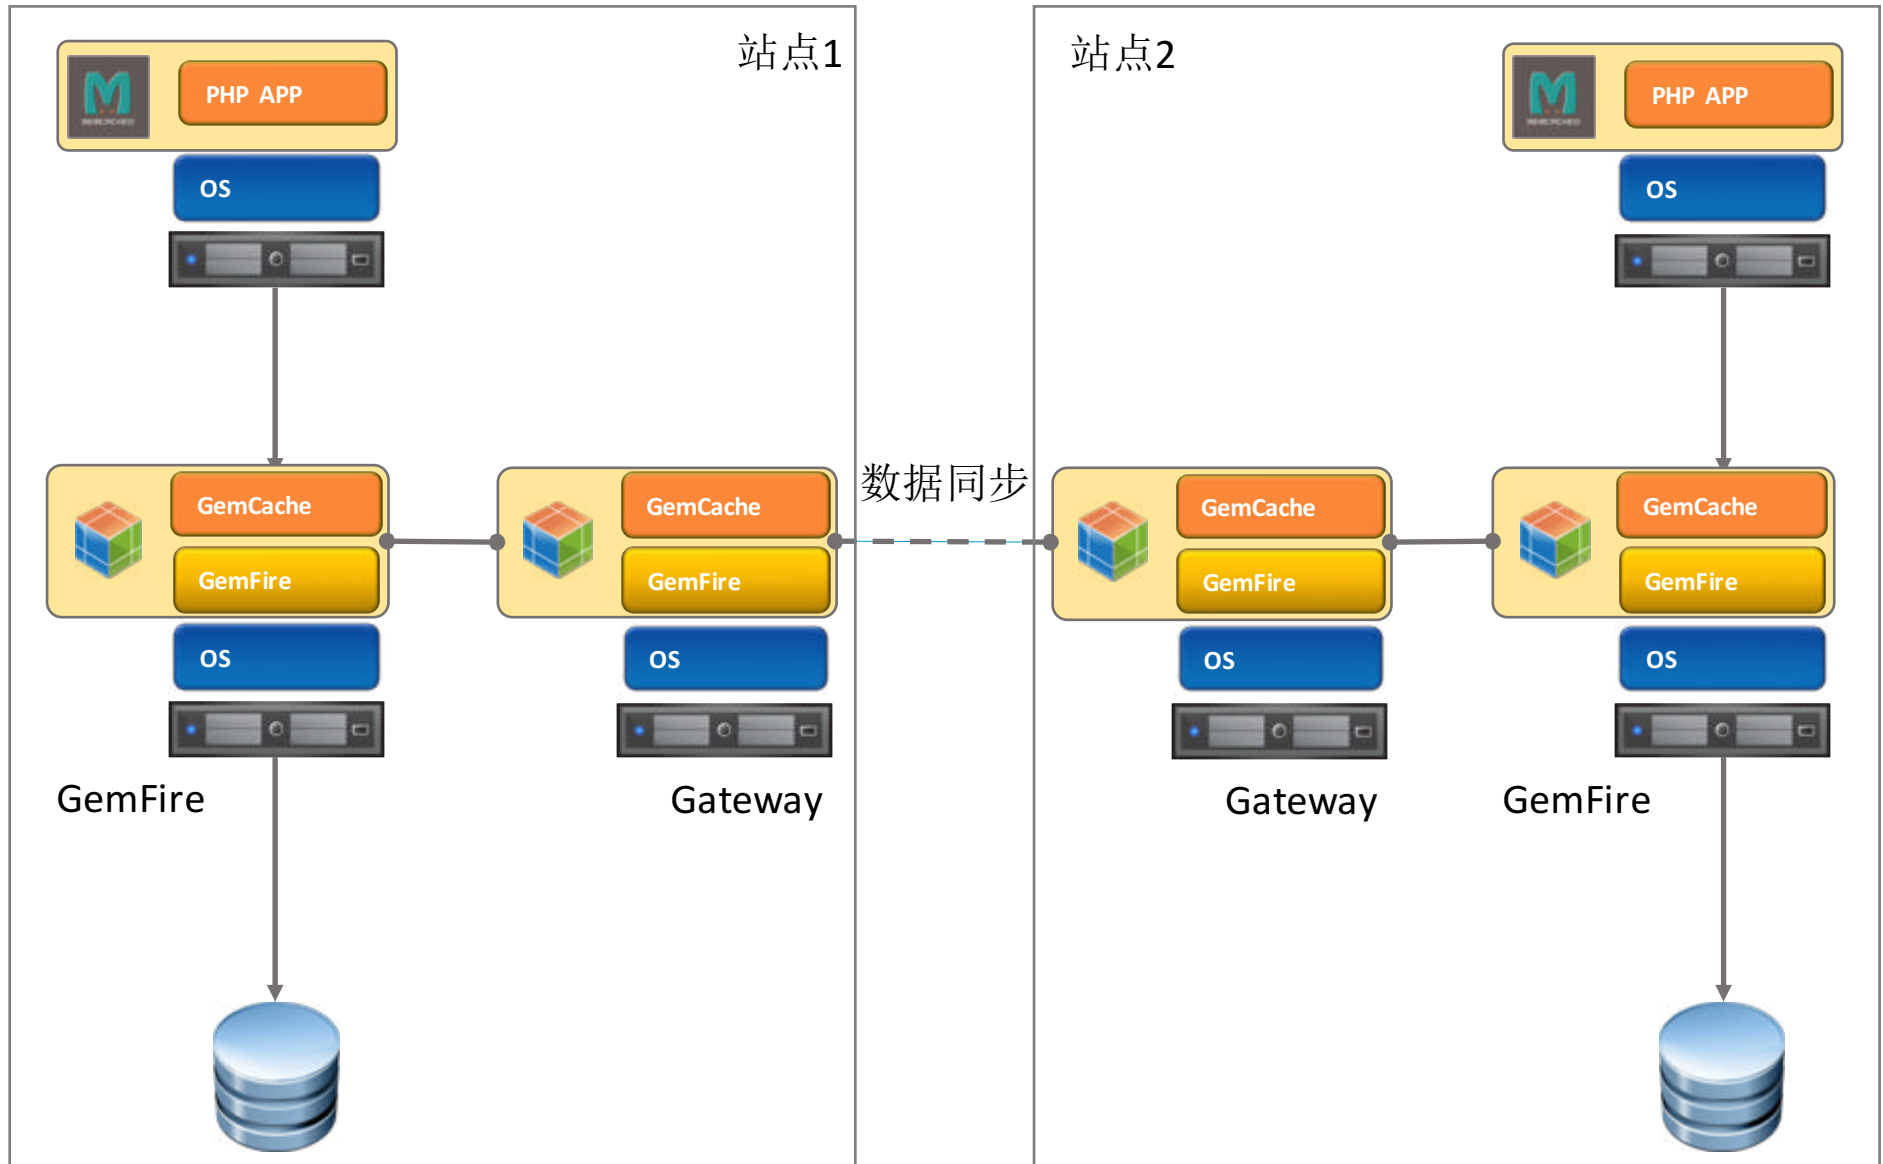 站点1
站点2
PHP APP
PHP APP
OS
OS
数据同步
GemCache
GemCache
GemCache
GemCache
GemFire
GemFire
GemFire
GemFire
OS
OS
OS
OS
GemFire
Gateway
Gateway
GemFire